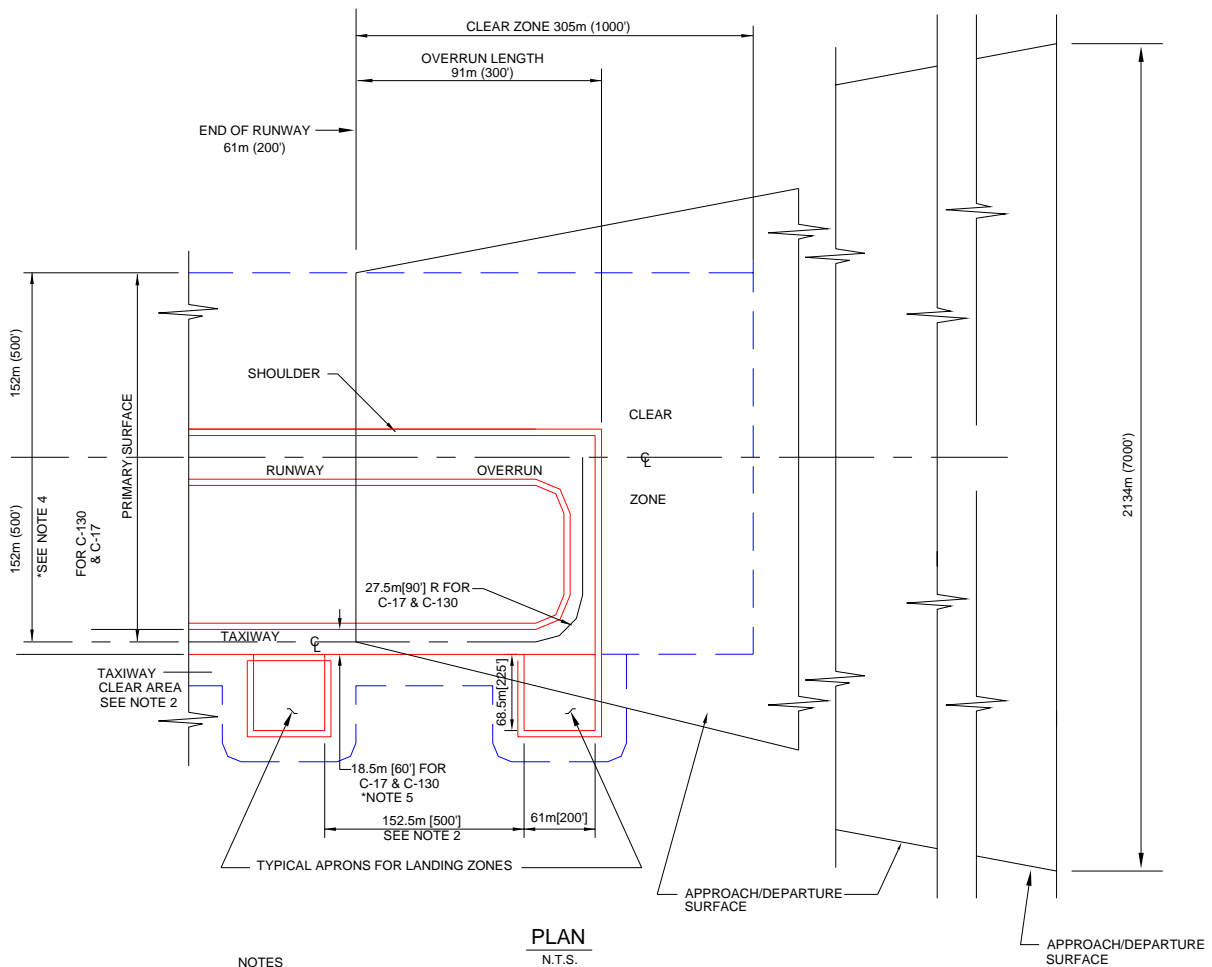 CLEAR ZONE 305m (1000')
OVERRUN LENGTH
91m (300')
END OF RUNWAY
61m (200')
152m (500')
PRIMARY SURFACE
SHOULDER
CLEAR
℄
RUNWAY
OVERRUN
ZONE
152m (500')
*SEE NOTE 4
FOR C-130
& C-17
2134m (7000')
27.5m[90'] R FOR
C-17 & C-130
TAXIWAY
℄
TAXIWAY
CLEAR AREA
SEE NOTE 2
68.5m[225']
18.5m [60'] FOR
C-17 & C-130
*NOTE 5
152.5m [500']
SEE NOTE 2
61m[200']
TYPICAL APRONS FOR LANDING ZONES
APPROACH/DEPARTURE
SURFACE
APPROACH/DEPARTURE
SURFACE
PLAN
N.T.S.
NOTES